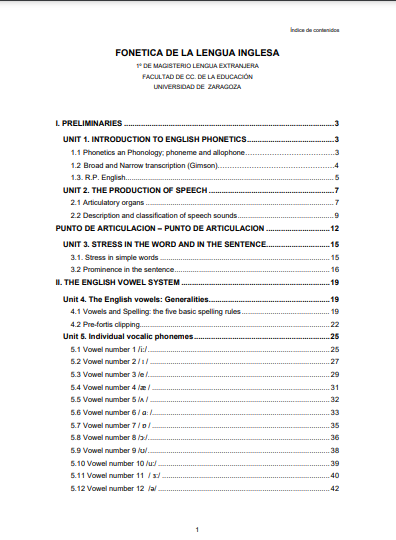 Índice de contenidos
FONETICA DE LA LENGUA INGLESA
1º DE MAGISTERIO LENGUA EXTRANJERA
FACULTAD DE CC. DE LA EDUCACIÓN
UNIVERSIDAD DE ZARAGOZA
I. PRELIMINARIES ... 3
UNIT 1. INTRODUCTION TO ENGLISH PHONETICS ... 3
1.1 Phonetics an Phonology; phoneme and allophone ... 3
1.2 Broad and Narrow transcription (Gimson) ... 4
1.3. R.P. English ... 5
UNIT 2. THE PRODUCTION OF SPEECH ... 7
2.1 Articulatory organs ... 7
2.2 Description and classification of speech sounds ... 9
PUNTO DE ARTICULACION – PUNTO DE ARTICULACION ... 12
UNIT 3. STRESS IN THE WORD AND IN THE SENTENCE ... 15
3.1. Stress in simple words ... 15
3.2 Prominence in the sentence ... 16
II. THE ENGLISH VOWEL SYSTEM ... 19
Unit 4. The English vowels: Generalities ... 19
4.1 Vowels and Spelling: the five basic spelling rules ... 19
4.2 Pre-fortis clipping ... 22
Unit 5. Individual vocalic phonemes ... 25
5.1 Vowel number 1 /i:/ ... 25
5.2 Vowel number 2 / ɪ / ... 27
5.3 Vowel number 3 /e / ... 29
5.4 Vowel number 4 /æ / ... 31
5.5 Vowel number 5 /ʌ / ... 32
5.6 Vowel number 6 / ɑ: / ... 33
5.7 Vowel number 7 / ɒ / ... 35
5.8 Vowel number 8 /ɔ:/ ... 36
5.9 Vowel number 9 /ʊ/ ... 38
5.10 Vowel number 10 /u:/ ... 39
5.11 Vowel number 11 / ɜ:/ ... 40
5.12 Vowel number 12 /ə/ ... 42
1